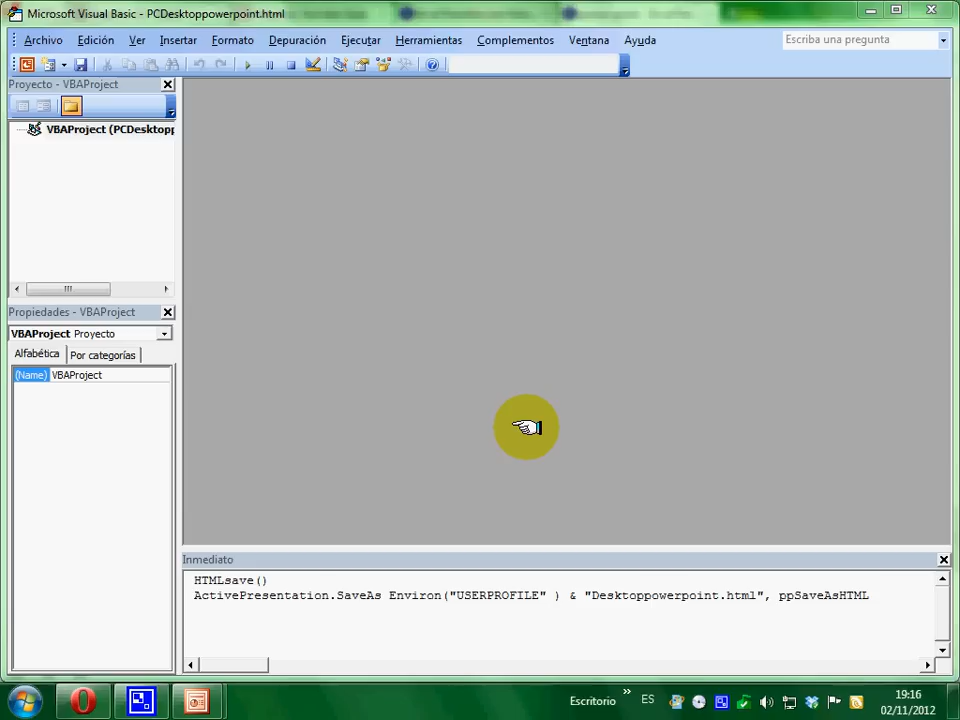 Microsoft Visual Basic - PCDesktoppowerpoint.html
Archivo Edición Ver Insertar Formato Depuración Ejecutar Herramientas Complementos Ventana Ayuda Escriba una pregunta
Proyecto - VBAProject
VBAProject (PCDesktopp
Propiedades - VBAProject
VBAProject Proyecto
Alfabética Por categorías
(Name) VBAProject
Inmediato
HTMLsave()
ActivePresentation.SaveAs Environ("USERPROFILE" ) & "Desktoppowerpoint.html", ppSaveAsHTML
Escritorio » ES 19:16
02/11/2012